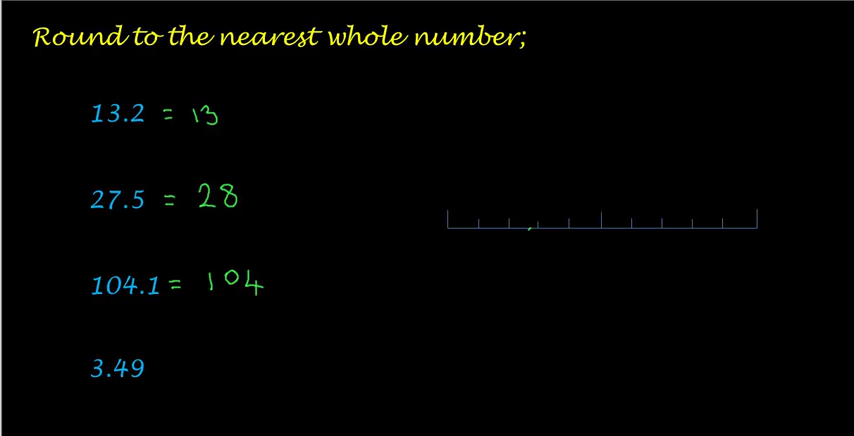 Round to the nearest whole number;
13.2 = 13
27.5 = 28
104.1 = 104
3.49